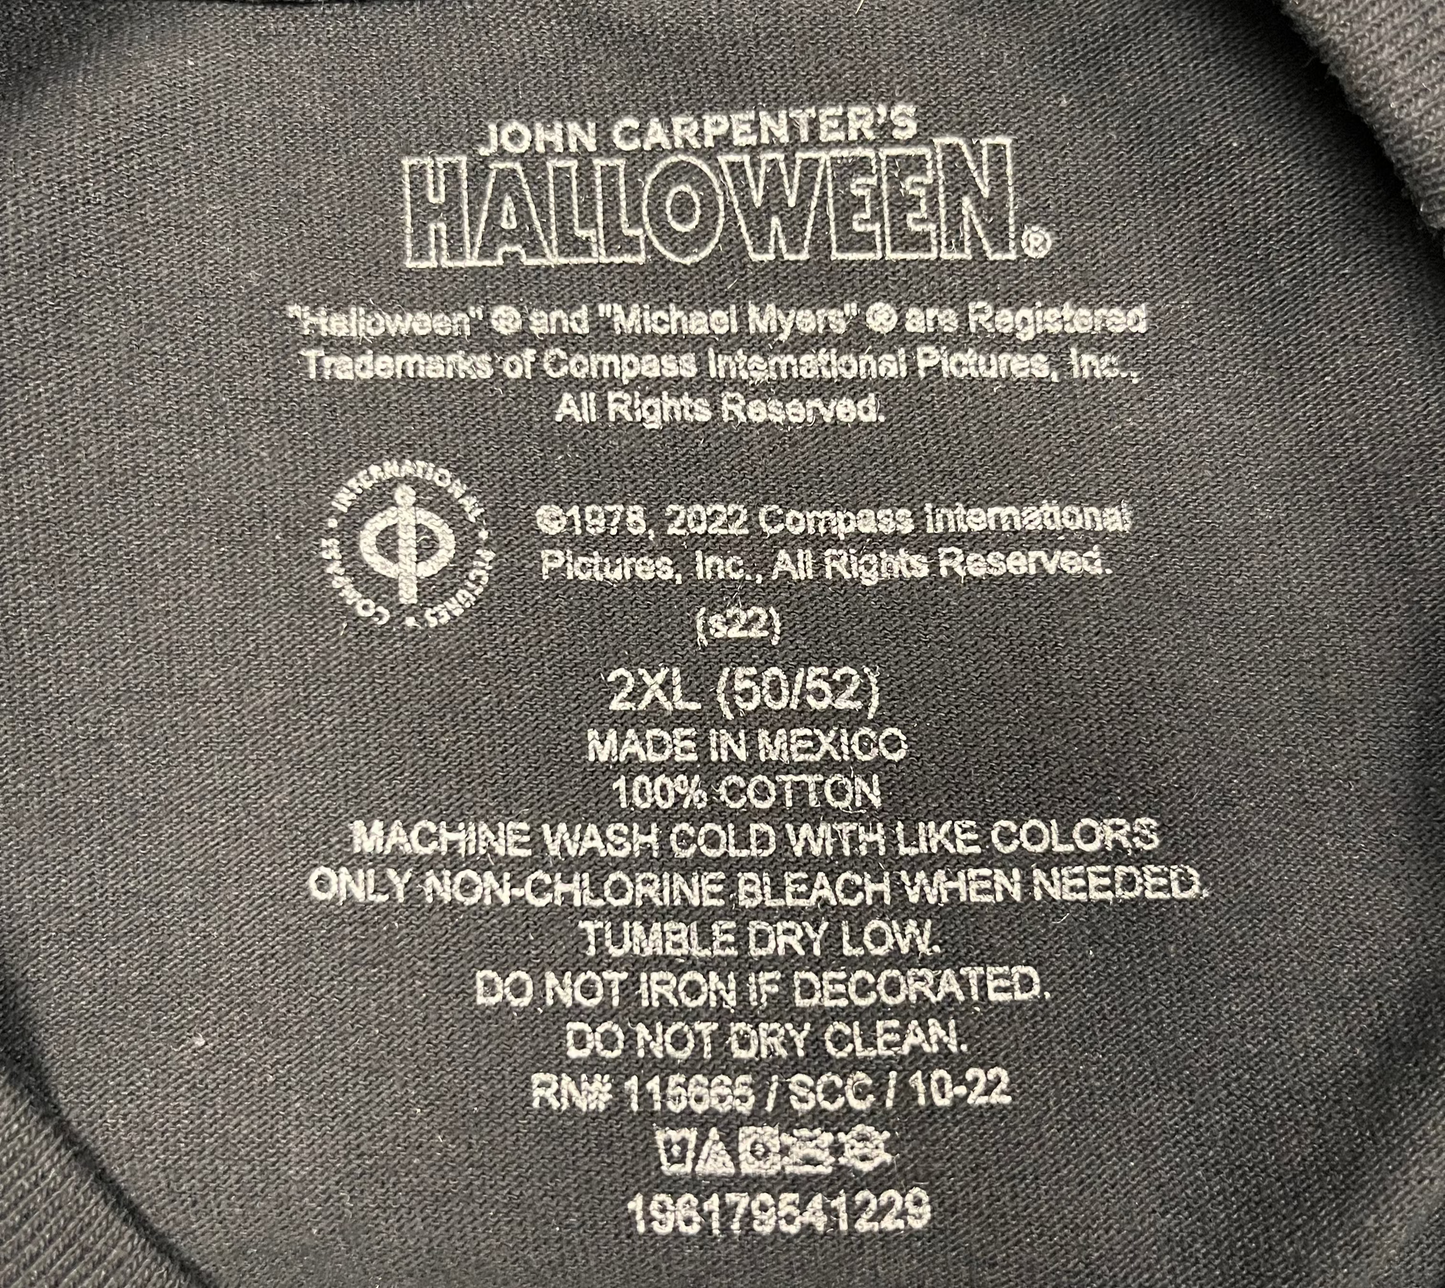 JOHN CARPENTER'S
HALLOWEEN®
"Halloween" ® and "Michael Myers" ® are Registered
Trademarks of Compass International Pictures, Inc.,
All Rights Reserved.
INTERNATIONAL • PICTURES • COMPASS •
©1978, 2022 Compass International
Pictures, Inc., All Rights Reserved.
(s22)
2XL (50/52)
MADE IN MEXICO
100% COTTON
MACHINE WASH COLD WITH LIKE COLORS
ONLY NON-CHLORINE BLEACH WHEN NEEDED.
TUMBLE DRY LOW.
DO NOT IRON IF DECORATED.
DO NOT DRY CLEAN.
RN# 115665 / SCC / 10-22
196179541229